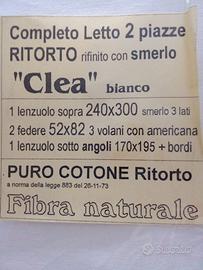 Completo Letto 2 piazze
RITORTO rifinito con smerlo
"Clea" bianco
1 lenzuolo sopra 240x300 smerlo 3 lati
2 federe 52x82 3 volani con americana
1 lenzuolo sotto angoli 170x195 + bordi
PURO COTONE Ritorto
a norma della legge 883 del 26-11-73
Fibra naturale
subito.it